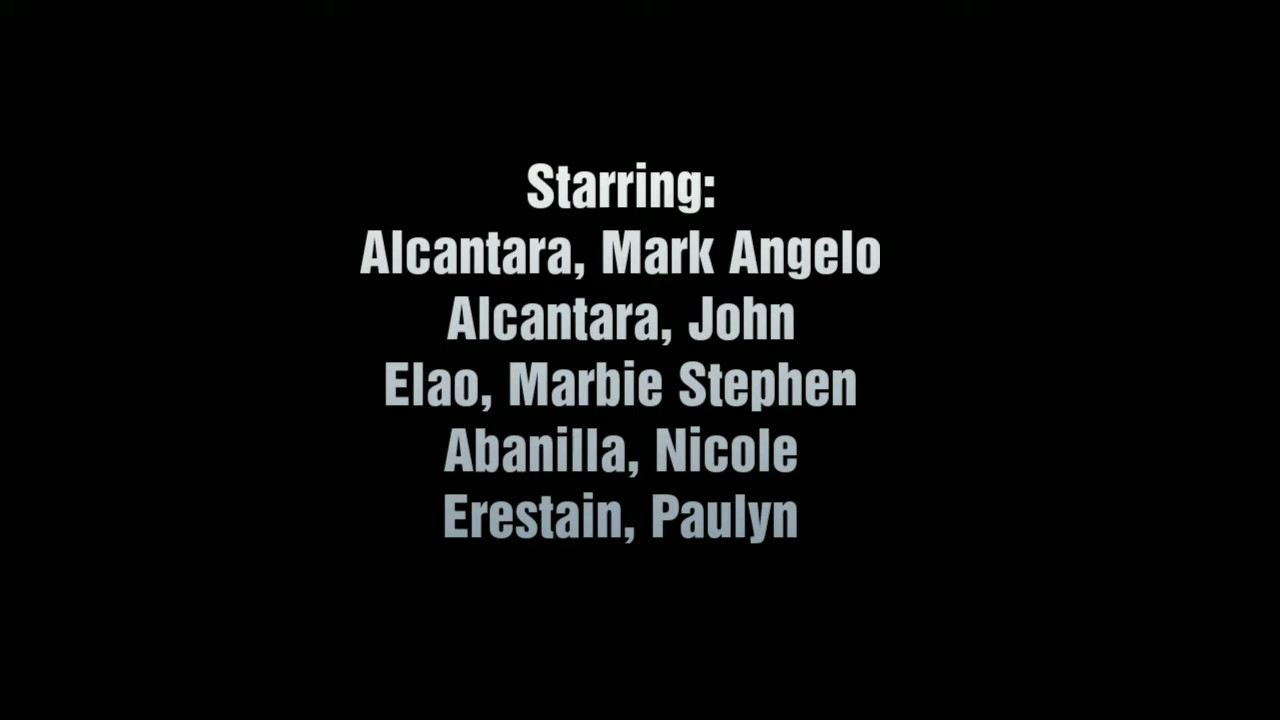 Starring:
Alcantara, Mark Angelo
Alcantara, John
Elao, Marbie Stephen
Abanilla, Nicole
Erestain, Paulyn